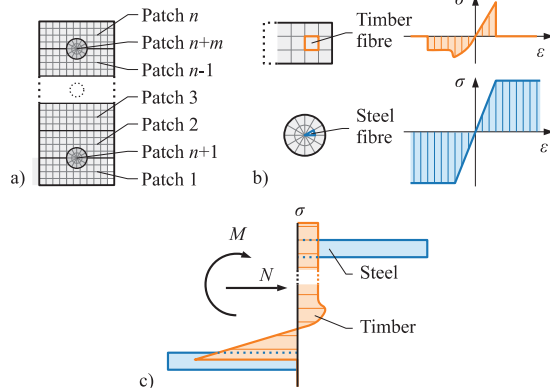 Patch n
Patch n+m
Patch n-1
Patch 3
Patch 2
Patch n+1
Patch 1
a)
Timber
fibre
σ
ε
Steel
fibre
σ
ε
b)
σ
M
N
Steel
Timber
c)